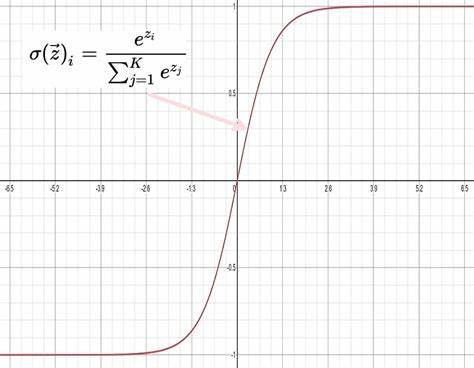 1
σ(z⃗)ᵢ = e^{zᵢ} / ∑_{j=1}^{K} e^{zⱼ}
0.5
-6.5 -5.2 -3.9 -2.6 -1.3 0 1.3 2.6 3.9 5.2 6.5
-0.5
-1